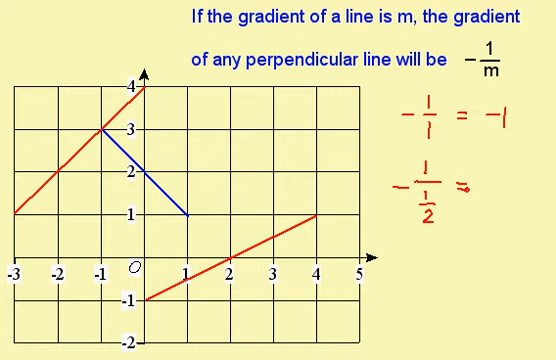 If the gradient of a line is m, the gradient
of any perpendicular line will be -1/m
-1/1 = -1
-1/(1/2) =
4
3
2
1
O
-3 -2 -1 1 2 3 4 5
-1
-2